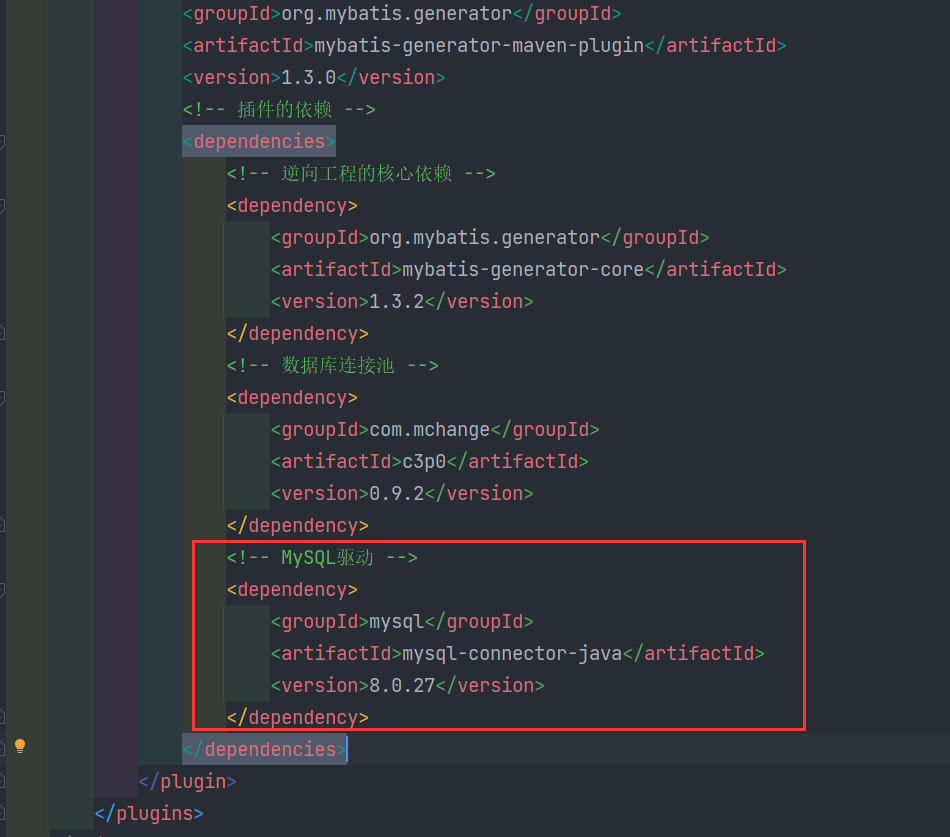 <groupId>org.mybatis.generator</groupId>
<artifactId>mybatis-generator-maven-plugin</artifactId>
<version>1.3.0</version>
<!-- 插件的依赖 -->
<dependencies>
<!-- 逆向工程的核心依赖 -->
<dependency>
<groupId>org.mybatis.generator</groupId>
<artifactId>mybatis-generator-core</artifactId>
<version>1.3.2</version>
</dependency>
<!-- 数据库连接池 -->
<dependency>
<groupId>com.mchange</groupId>
<artifactId>c3p0</artifactId>
<version>0.9.2</version>
</dependency>
<!-- MySQL驱动 -->
<dependency>
<groupId>mysql</groupId>
<artifactId>mysql-connector-java</artifactId>
<version>8.0.27</version>
</dependency>
</dependencies>
</plugin>
</plugins>